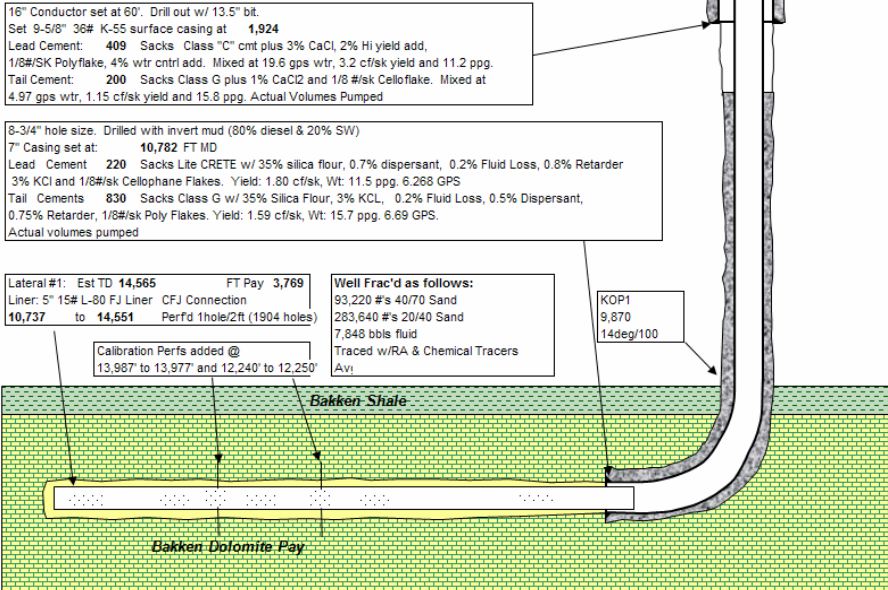 16" Conductor set at 60'. Drill out w/ 13.5" bit.
Set 9-5/8" 36# K-55 surface casing at 1,924
Lead Cement: 409 Sacks Class "C" cmt plus 3% CaCl, 2% Hi yield add,
1/8#/SK Polyflake, 4% wtr cntrl add. Mixed at 19.6 gps wtr, 3.2 cf/sk yield and 11.2 ppg.
Tail Cement: 200 Sacks Class G plus 1% CaCl2 and 1/8 #/sk Celloflake. Mixed at
4.97 gps wtr, 1.15 cf/sk yield and 15.8 ppg. Actual Volumes Pumped
8-3/4" hole size. Drilled with invert mud (80% diesel & 20% SW)
7" Casing set at: 10,782 FT MD
Lead Cement 220 Sacks Lite CRETE w/ 35% silica flour, 0.7% dispersant, 0.2% Fluid Loss, 0.8% Retarder
3% KCl and 1/8#/sk Cellophane Flakes. Yield: 1.80 cf/sk, Wt: 11.5 ppg. 6.268 GPS
Tail Cements 830 Sacks Class G w/ 35% Silica Flour, 3% KCL, 0.2% Fluid Loss, 0.5% Dispersant,
0.75% Retarder, 1/8#/sk Poly Flakes. Yield: 1.59 cf/sk, Wt: 15.7 ppg. 6.69 GPS.
Actual volumes pumped
Lateral #1: Est TD 14,565 FT Pay 3,769
Liner: 5" 15# L-80 FJ Liner CFJ Connection
10,737 to 14,551 Perf'd 1hole/2ft (1904 holes)
Calibration Perfs added @
13,987' to 13,977' and 12,240' to 12,250'
Well Frac'd as follows:
93,220 #'s 40/70 Sand
283,640 #'s 20/40 Sand
7,848 bbls fluid
Traced w/RA & Chemical Tracers
KOP1
9,870
14deg/100
Bakken Shale
Bakken Dolomite Pay